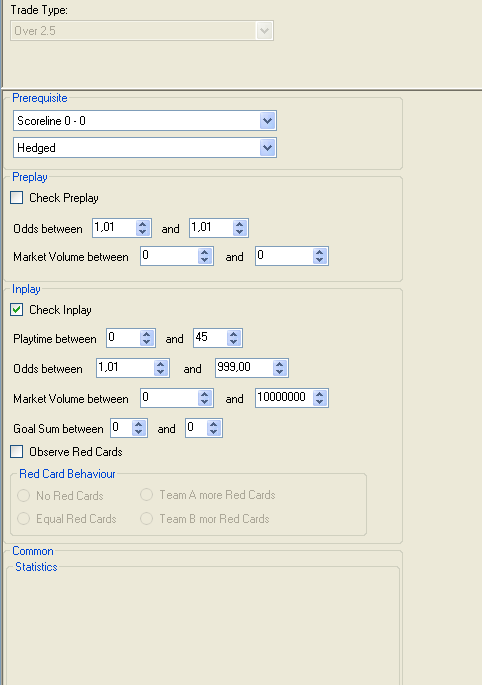 Trade Type:
Over 2.5
Prerequisite
Scoreline 0 - 0
Hedged
Preplay
Check Preplay
Odds between 1,01 and 1,01
Market Volume between 0 and 0
Inplay
Check Inplay
Playtime between 0 and 45
Odds between 1,01 and 999,00
Market Volume between 0 and 10000000
Goal Sum between 0 and 0
Observe Red Cards
Red Card Behaviour
No Red Cards Team A more Red Cards
Equal Red Cards Team B mor Red Cards
Common
Statistics